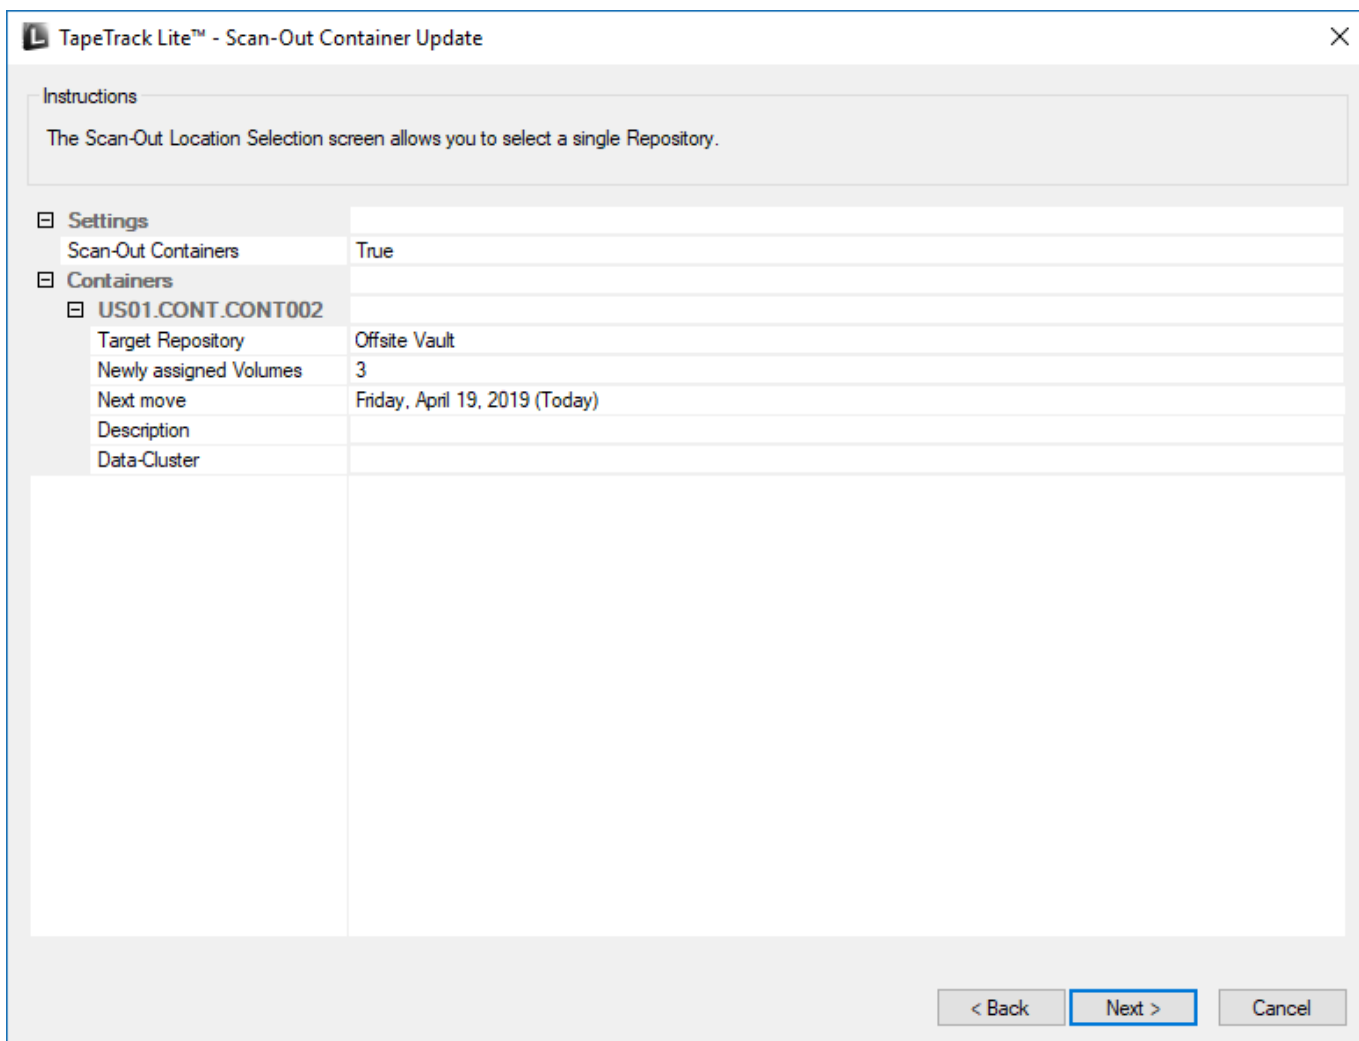 TapeTrack Lite™ - Scan-Out Container Update
Instructions
The Scan-Out Location Selection screen allows you to select a single Repository.
Settings
Scan-Out Containers True
Containers
US01.CONT.CONT002
Target Repository Offsite Vault
Newly assigned Volumes 3
Next move Friday, April 19, 2019 (Today)
Description
Data-Cluster
< Back Next > Cancel